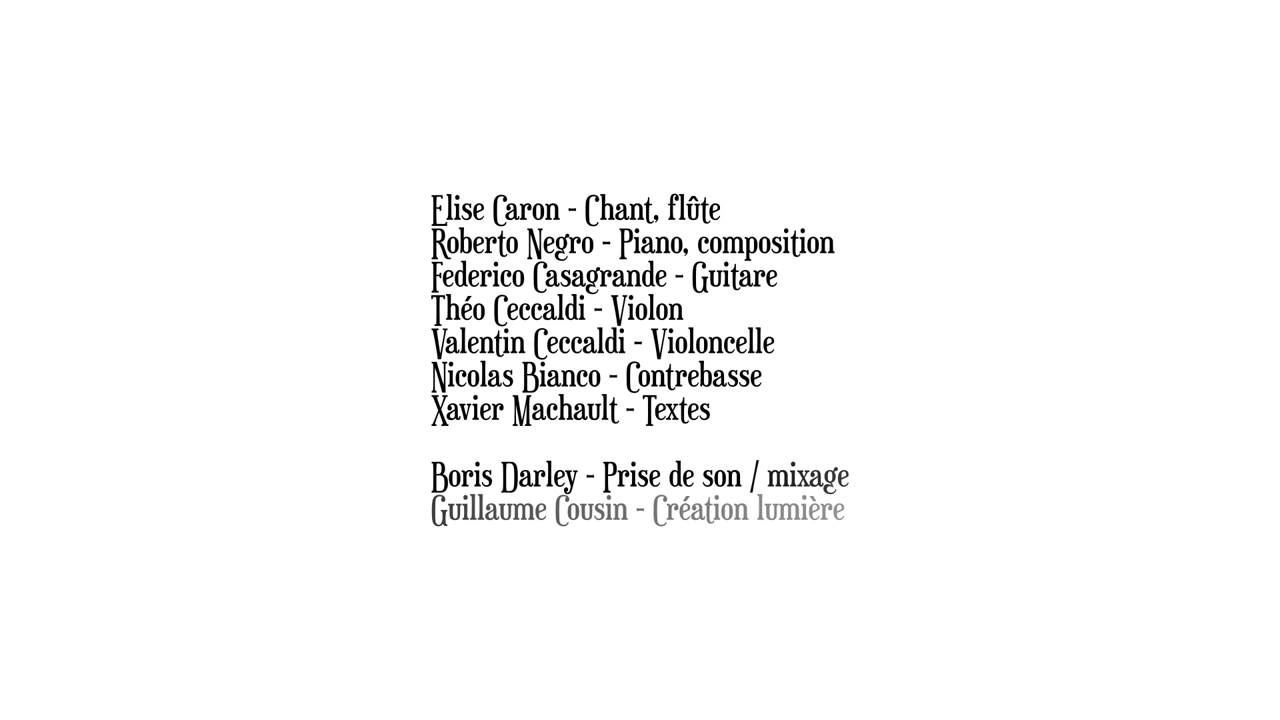 Elise Caron - Chant, flûte
Roberto Negro - Piano, composition
Federico Casagrande - Guitare
Théo Ceccaldi - Violon
Valentin Ceccaldi - Violoncelle
Nicolas Bianco - Contrebasse
Xavier Machault - Textes
Boris Darley - Prise de son / mixage
Guillaume Cousin - Création lumière